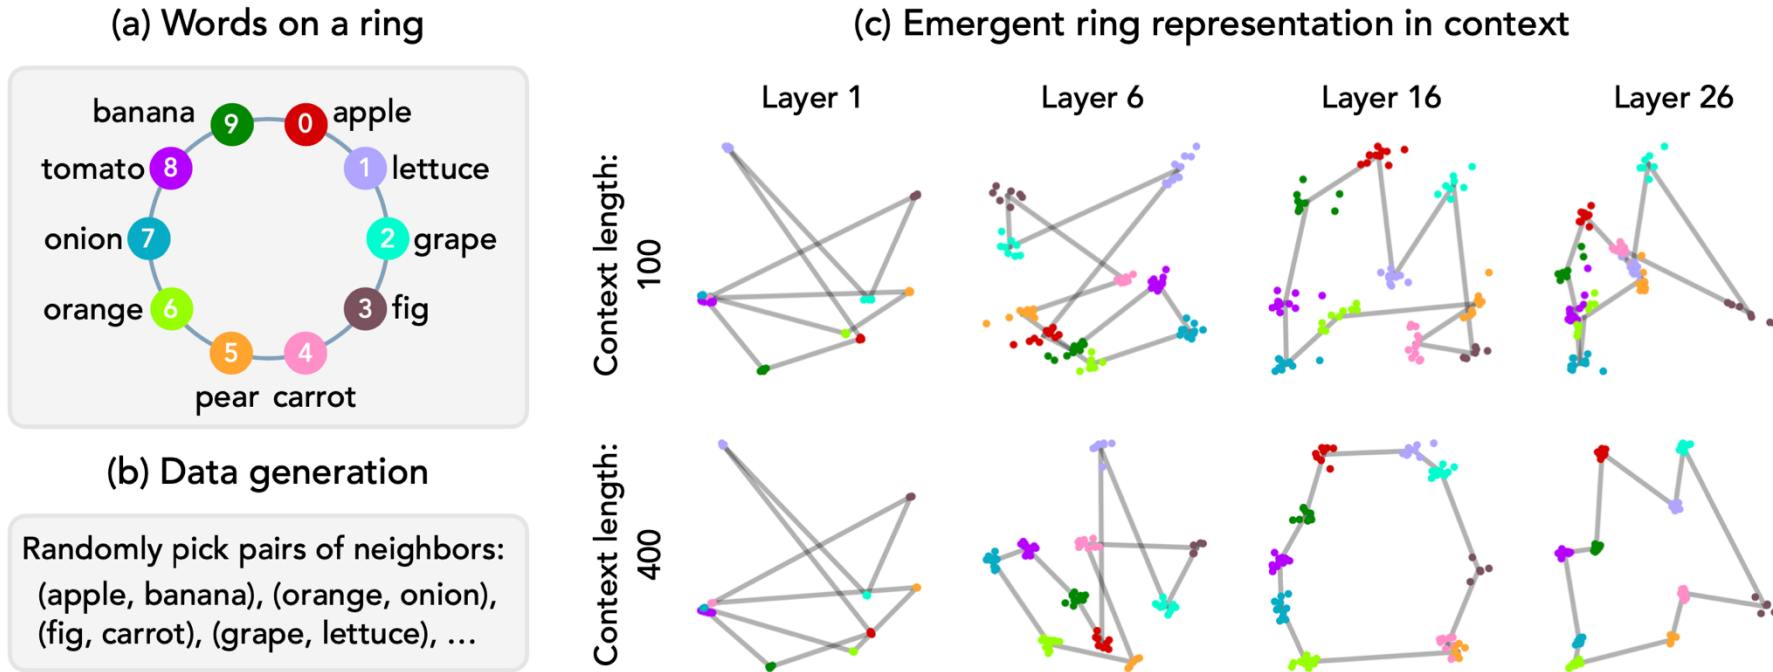 (a) Words on a ring
banana 9 0 apple
tomato 8 1 lettuce
onion 7 2 grape
orange 6 3 fig
5 4
pear carrot
(b) Data generation
Randomly pick pairs of neighbors:
(apple, banana), (orange, onion),
(fig, carrot), (grape, lettuce), ...
(c) Emergent ring representation in context
Layer 1 Layer 6 Layer 16 Layer 26
Context length:
100
Context length:
400